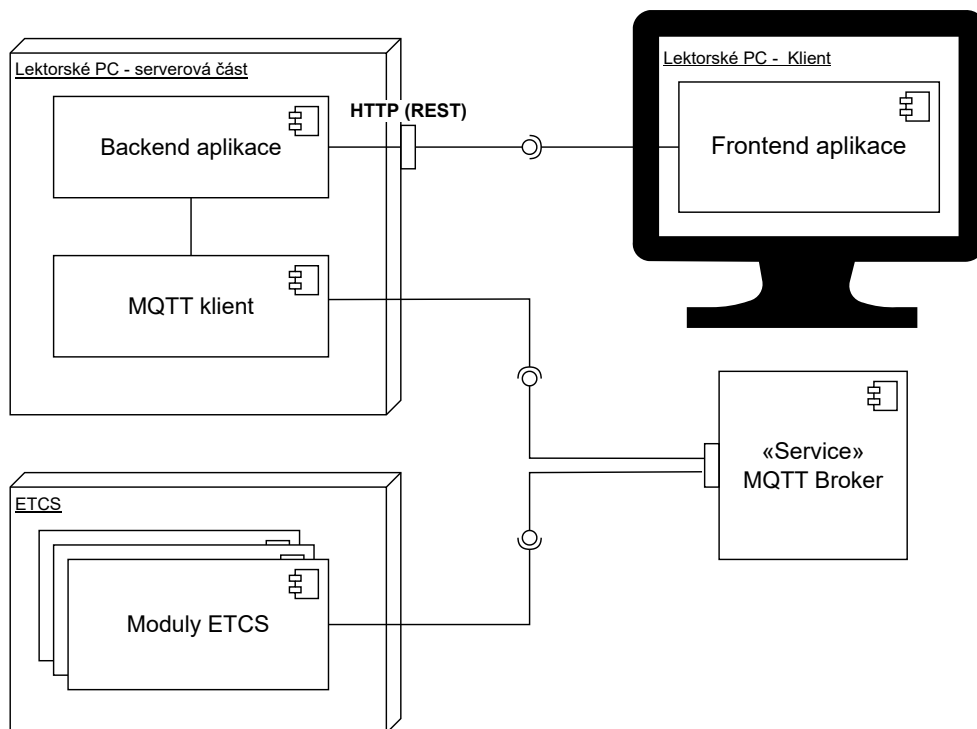 Lektorské PC - serverová část
Backend aplikace
HTTP (REST)
Lektorské PC - Klient
Frontend aplikace
MQTT klient
«Service»
MQTT Broker
ETCS
Moduly ETCS